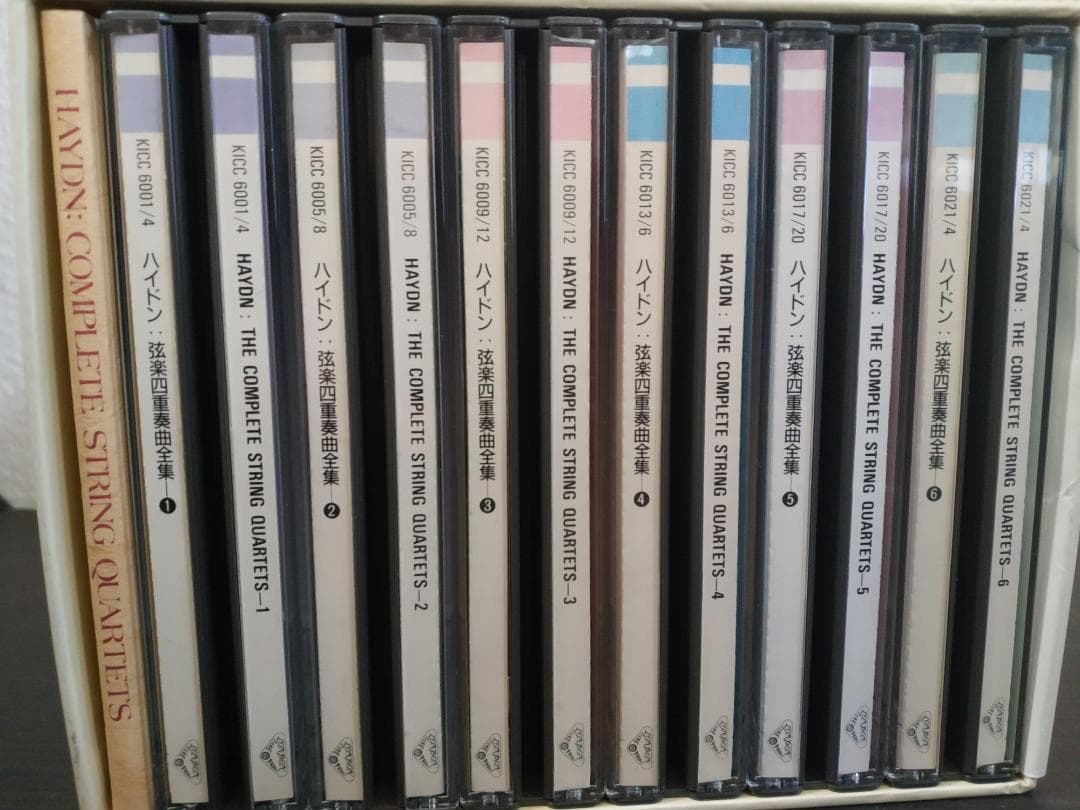 HAYDN: COMPLETE STRING QUARTETS
KICC 6001/4 ハイドン：弦楽四重奏曲全集―❶
KICC 6001/4 HAYDN : THE COMPLETE STRING QUARTETS—1
KICC 6005/8 ハイドン：弦楽四重奏曲全集―❷
KICC 6005/8 HAYDN : THE COMPLETE STRING QUARTETS—2
KICC 6009/12 ハイドン：弦楽四重奏曲全集―❸
KICC 6009/12 HAYDN : THE COMPLETE STRING QUARTETS—3
KICC 6013/6 ハイドン：弦楽四重奏曲全集―❹
KICC 6013/6 HAYDN : THE COMPLETE STRING QUARTETS—4
KICC 6017/20 ハイドン：弦楽四重奏曲全集―❺
KICC 6017/20 HAYDN : THE COMPLETE STRING QUARTETS—5
KICC 6021/4 ハイドン：弦楽四重奏曲全集―❻
KICC 6021/4 HAYDN : THE COMPLETE STRING QUARTETS—6